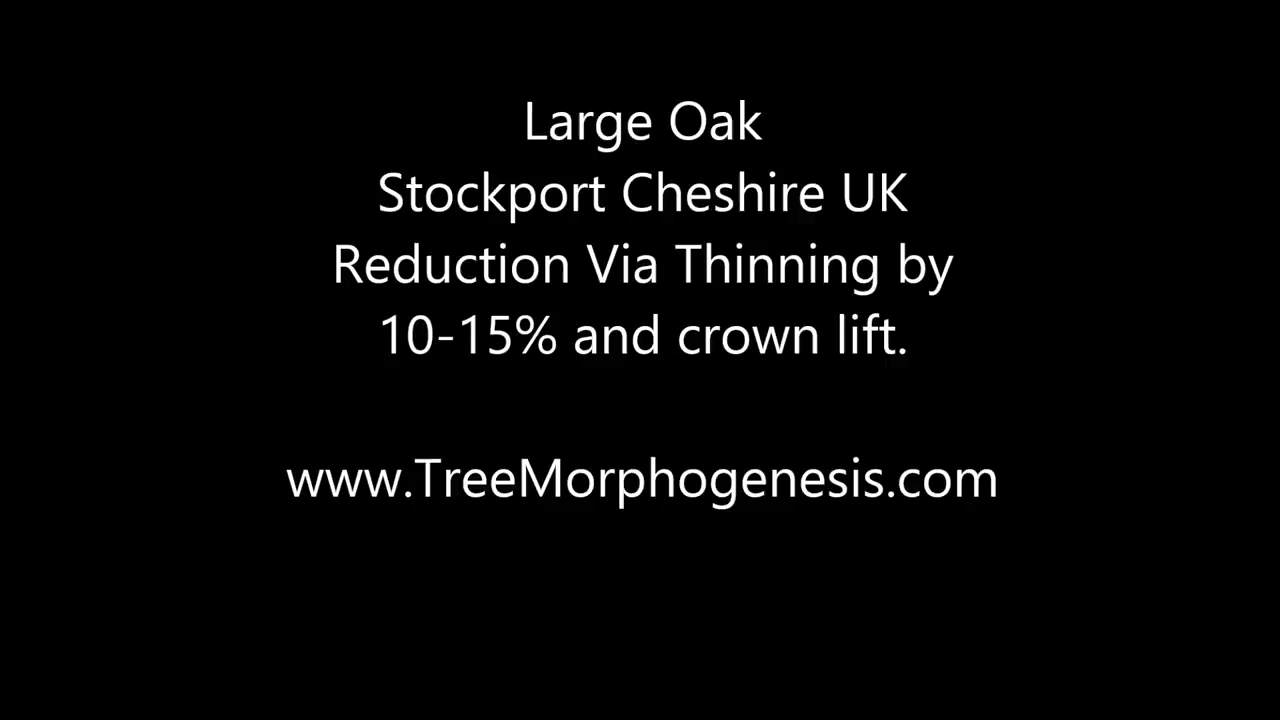 Large Oak
Stockport Cheshire UK
Reduction Via Thinning by
10-15% and crown lift.
www.TreeMorphogenesis.com